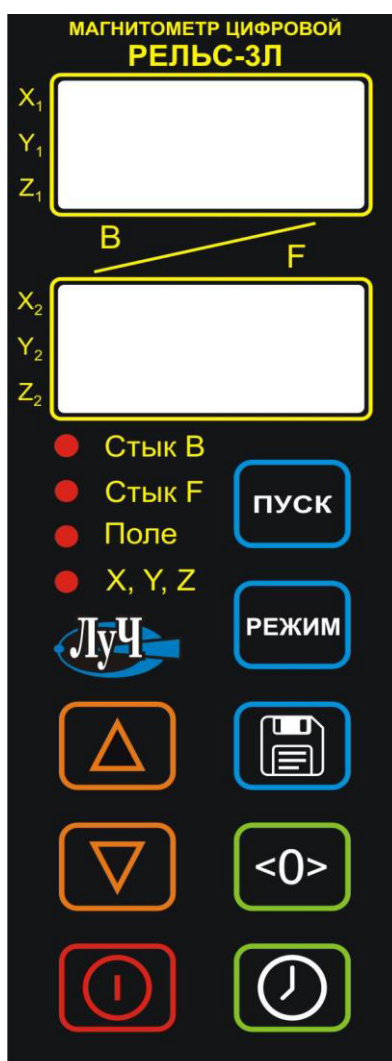 МАГНИТОМЕТР ЦИФРОВОЙ
РЕЛЬС-3Л
X₁
Y₁
Z₁
B
F
X₂
Y₂
Z₂
Стык B
Стык F
Поле
X, Y, Z
ПУСК
РЕЖИМ
ЛуЧ
<0>